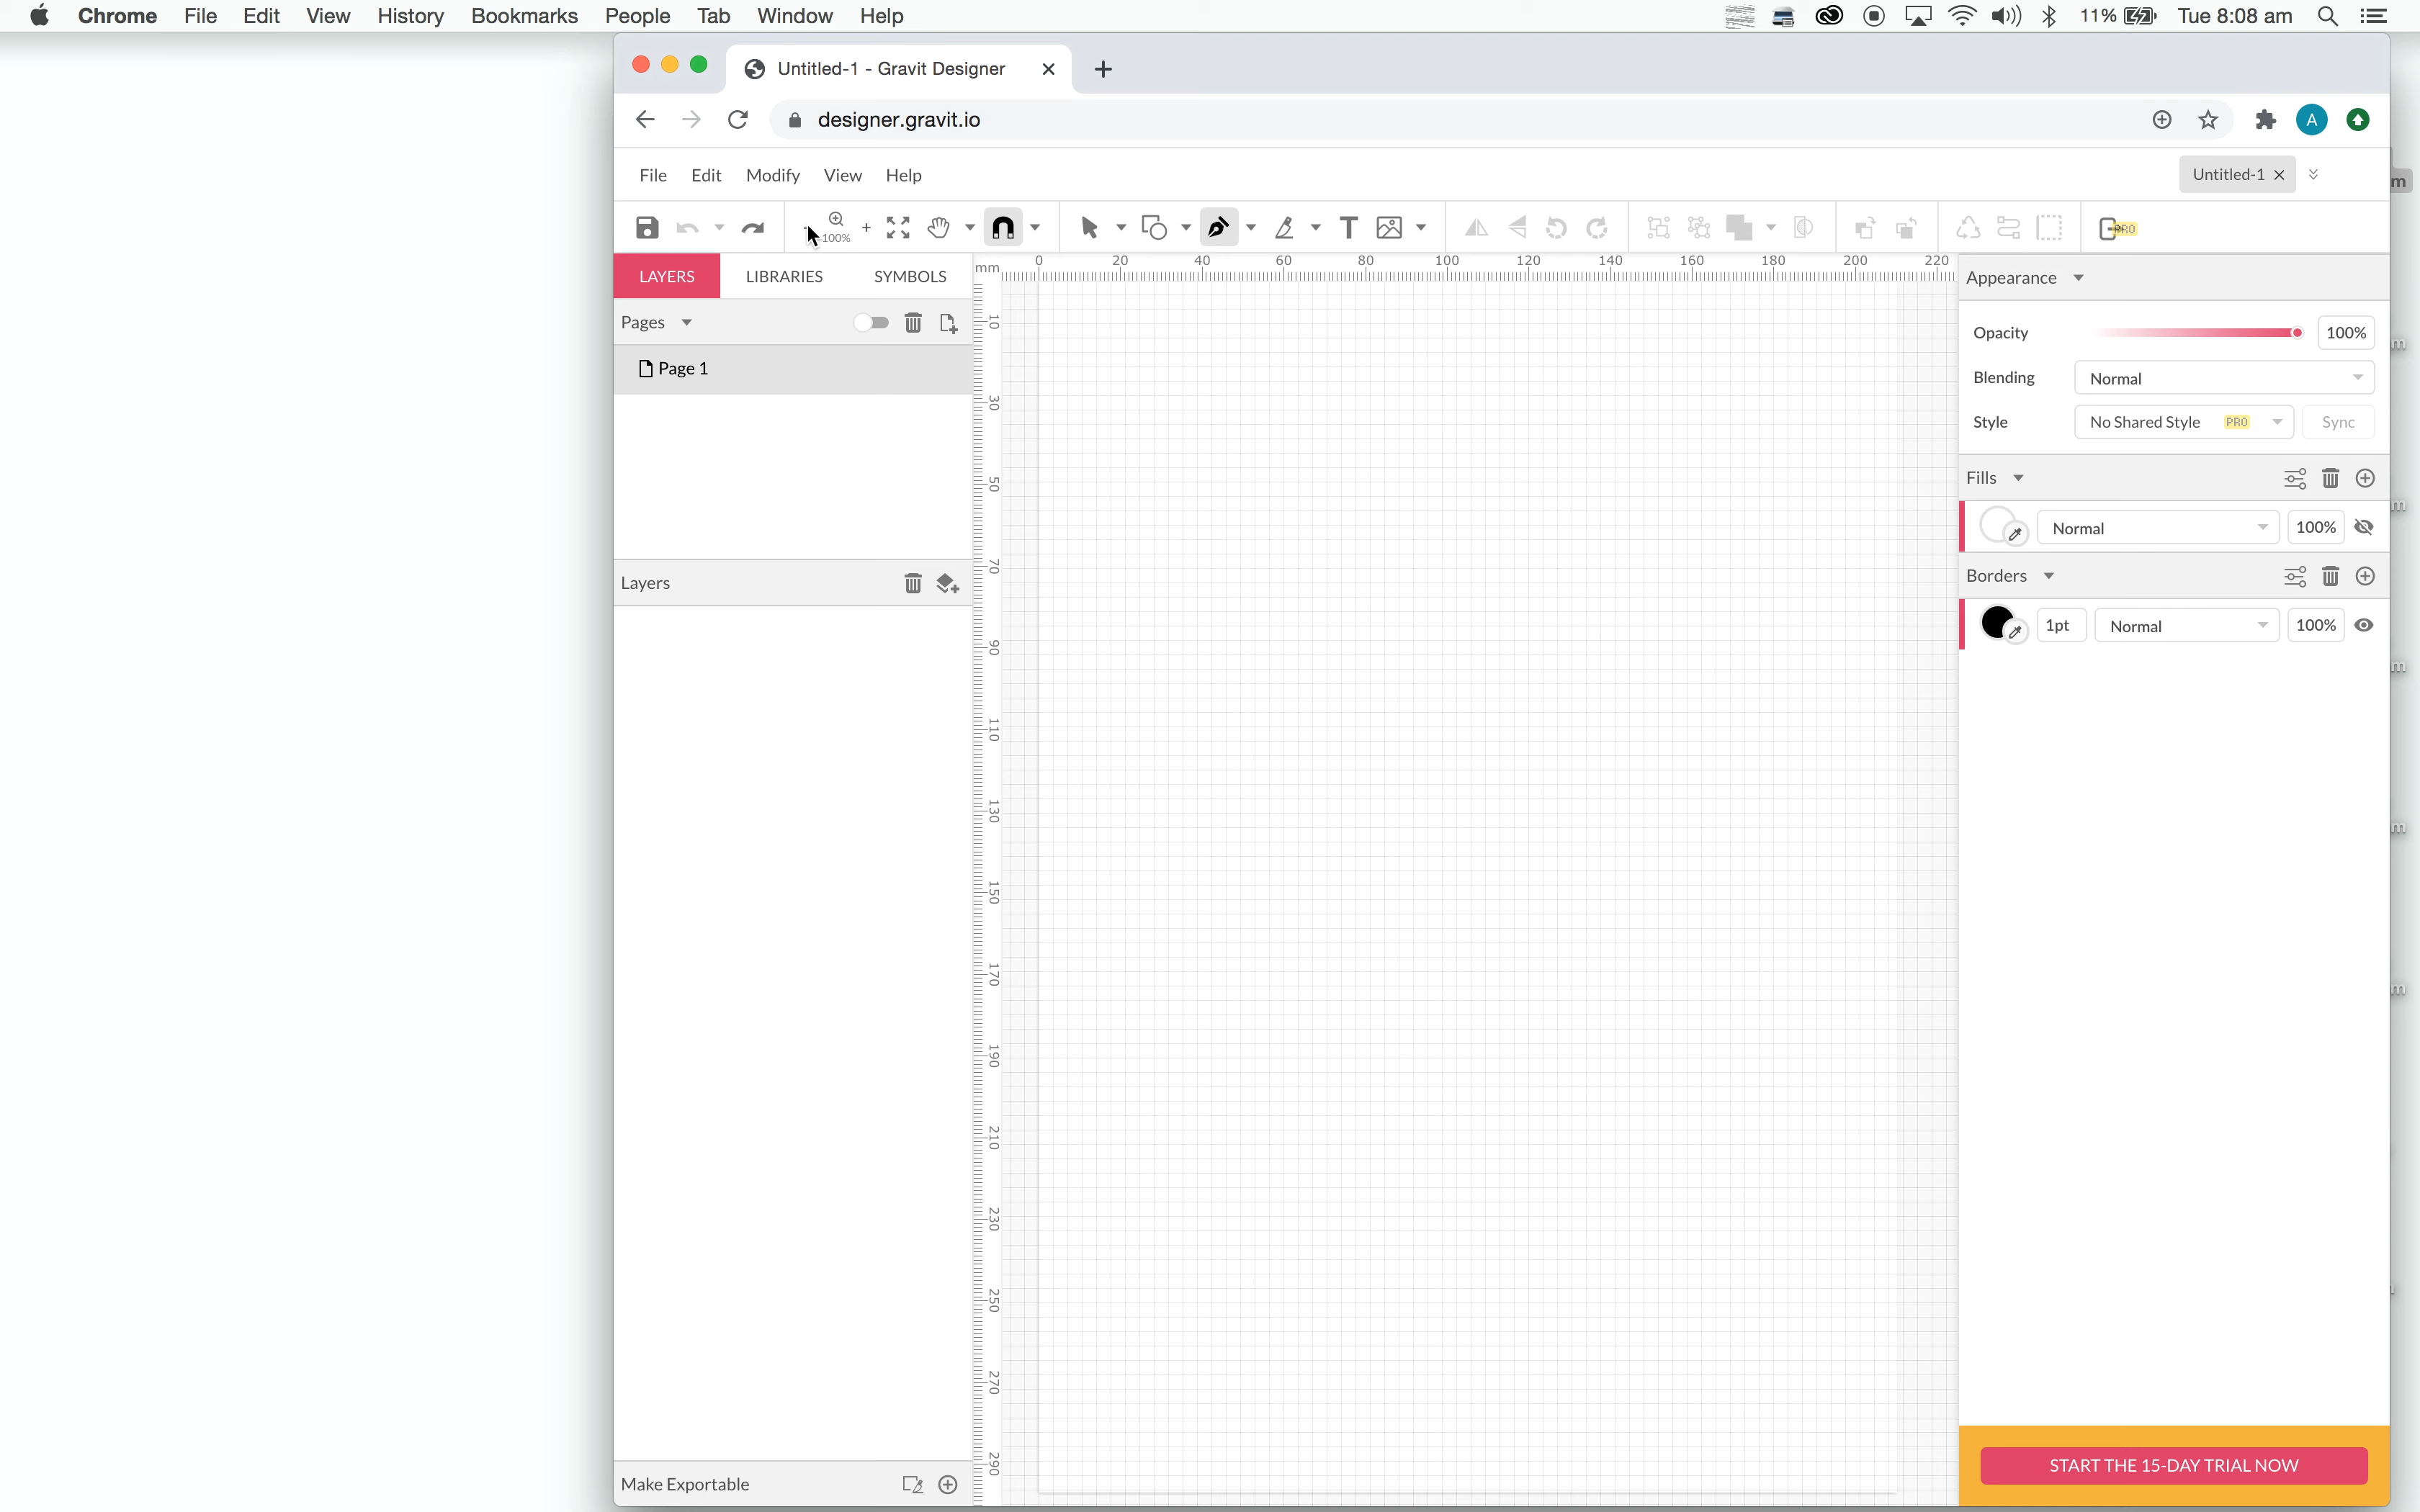 Chrome File Edit View History Bookmarks People Tab Window Help 11% Tue 8:08 am
Untitled-1 - Gravit Designer
designer.gravit.io A
File Edit Modify View Help Untitled-1
100% + T PRO
LAYERS LIBRARIES SYMBOLS
mm 0 20 40 60 80 100 120 140 160 180 200 220
Pages
Page 1
Layers
Make Exportable
10
30
50
70
90
110
130
150
170
190
210
230
250
270
290
Appearance
Opacity 100%
Blending Normal
Style No Shared Style PRO Sync
Fills
Normal 100%
Borders
1pt Normal 100%
START THE 15-DAY TRIAL NOW
m
m
m
m
m
m